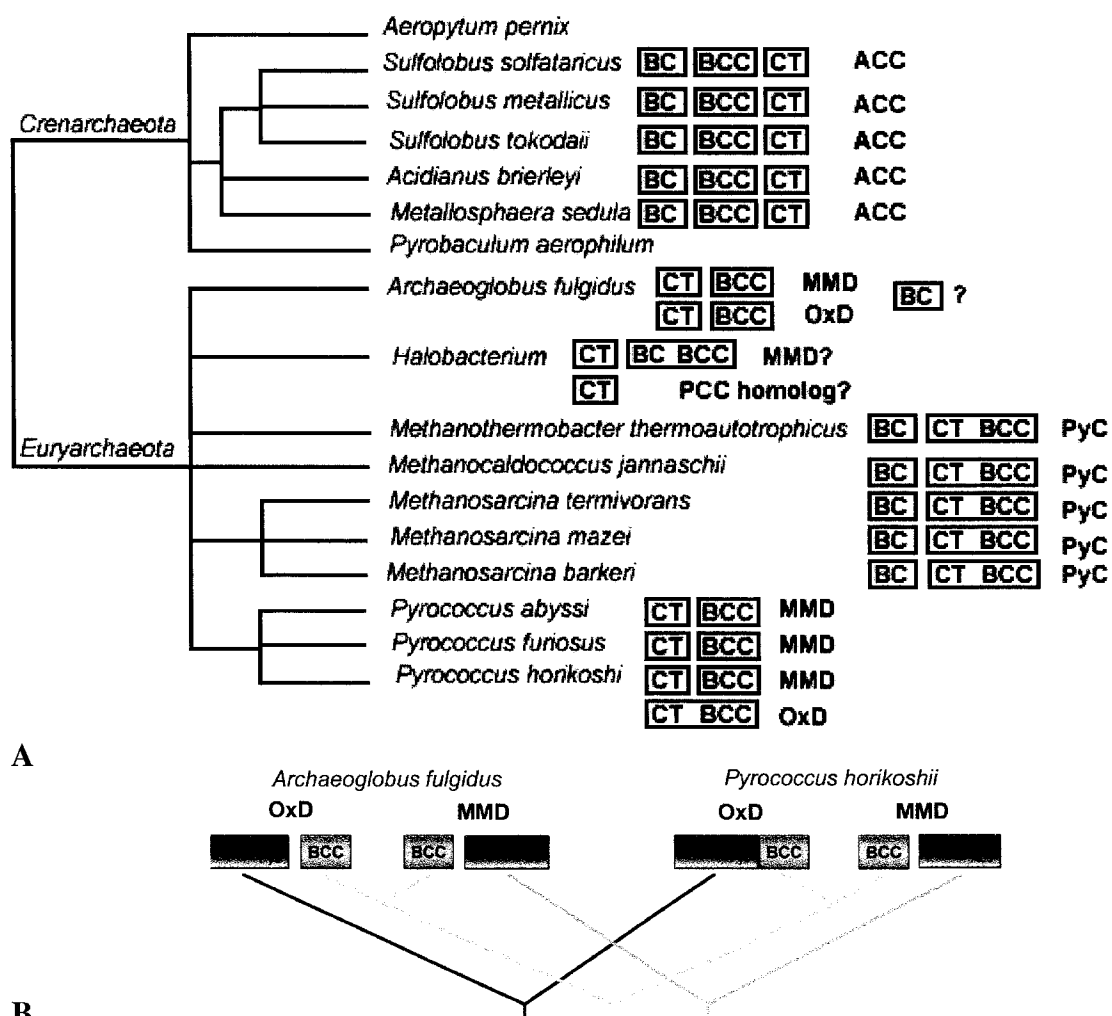 Aeropytum pernix
Sulfolobus solfataricus BC BCC CT ACC
Sulfolobus metallicus BC BCC CT ACC
Crenarchaeota
Sulfolobus tokodaii BC BCC CT ACC
Acidianus brierleyi BC BCC CT ACC
Metallosphaera sedula BC BCC CT ACC
Pyrobaculum aerophilum
Archaeoglobus fulgidus CT BCC MMD BC ?
CT BCC OxD
Halobacterium CT BC BCC MMD?
CT PCC homolog?
Methanothermobacter thermoautotrophicus BC CT BCC PyC
Euryarchaeota
Methanocaldococcus jannaschii BC CT BCC PyC
Methanosarcina termivorans BC CT BCC PyC
Methanosarcina mazei BC CT BCC PyC
Methanosarcina barkeri BC CT BCC PyC
Pyrococcus abyssi CT BCC MMD
Pyrococcus furiosus CT BCC MMD
Pyrococcus horikoshi CT BCC MMD
CT BCC OxD
A
Archaeoglobus fulgidus Pyrococcus horikoshii
OxD MMD OxD MMD
BCC BCC BCC BCC
B